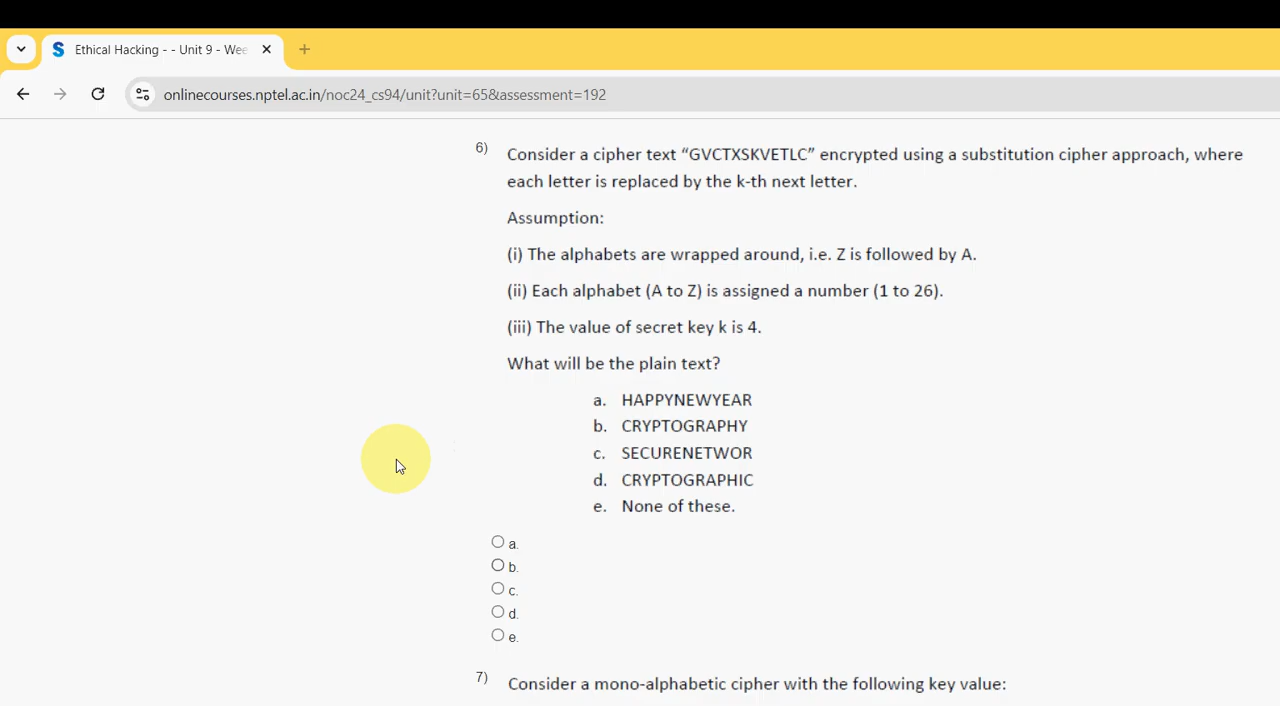 Ethical Hacking - - Unit 9 - Wee
onlinecourses.nptel.ac.in/noc24_cs94/unit?unit=65&assessment=192
6) Consider a cipher text “GVCTXSKVETLC” encrypted using a substitution cipher approach, where
each letter is replaced by the k-th next letter.
Assumption:
(i) The alphabets are wrapped around, i.e. Z is followed by A.
(ii) Each alphabet (A to Z) is assigned a number (1 to 26).
(iii) The value of secret key k is 4.
What will be the plain text?
a. HAPPYNEWYEAR
b. CRYPTOGRAPHY
c. SECURENETWOR
d. CRYPTOGRAPHIC
e. None of these.
a.
b.
c.
d.
e.
7) Consider a mono-alphabetic cipher with the following key value: